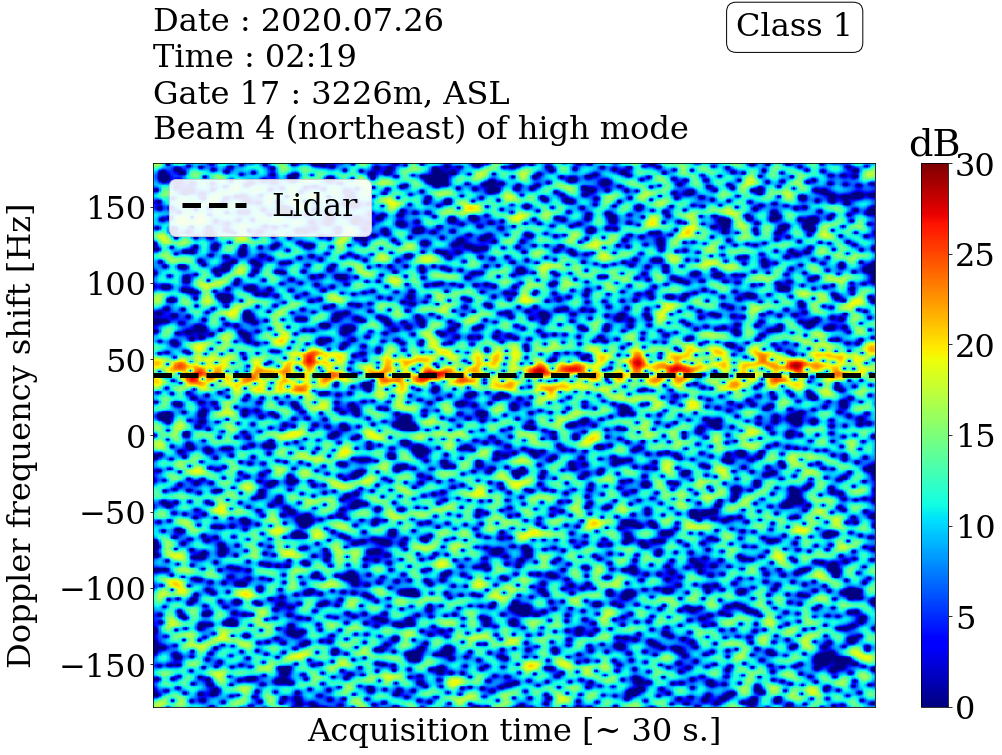 Date : 2020.07.26
Class 1
Time : 02:19
Gate 17 : 3226m, ASL
Beam 4 (northeast) of high mode
dB
Lidar
Doppler frequency shift [Hz]
150
100
50
0
−50
−100
−150
30
25
20
15
10
5
0
Acquisition time [~ 30 s.]